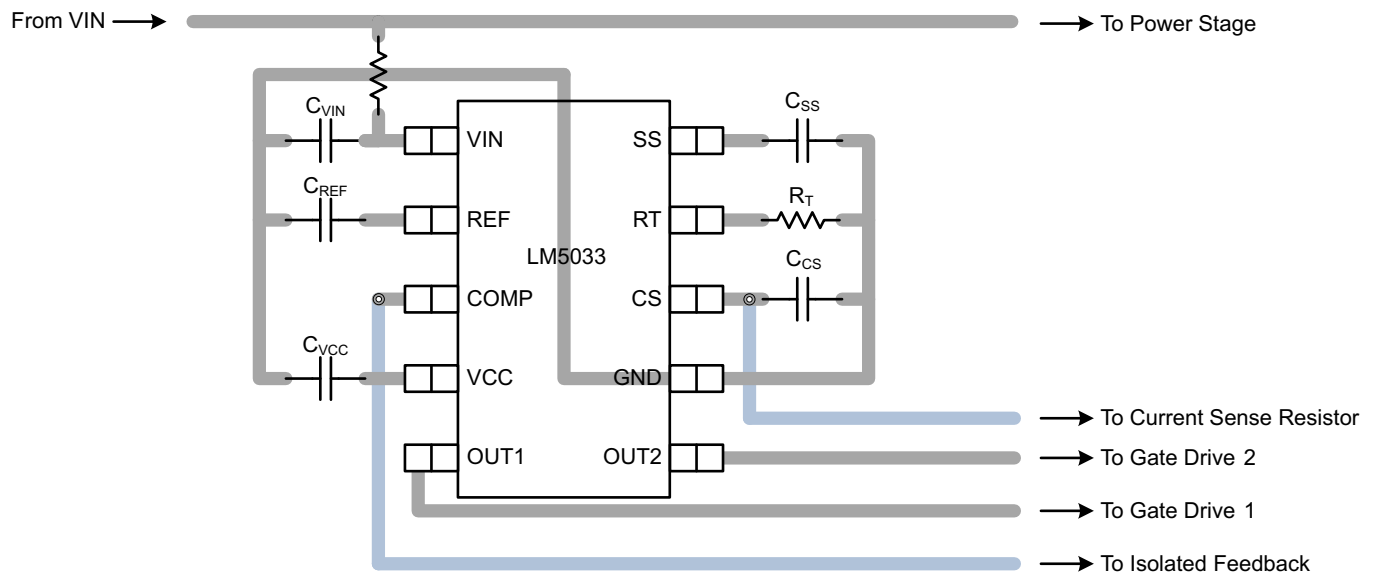 From VIN
To Power Stage
CVIN
CSS
VIN
SS
CREF
RT
REF
RT
LM5033
CCS
COMP
CS
CVCC
VCC
GND
To Current Sense Resistor
OUT1
OUT2
To Gate Drive 2
To Gate Drive 1
To Isolated Feedback